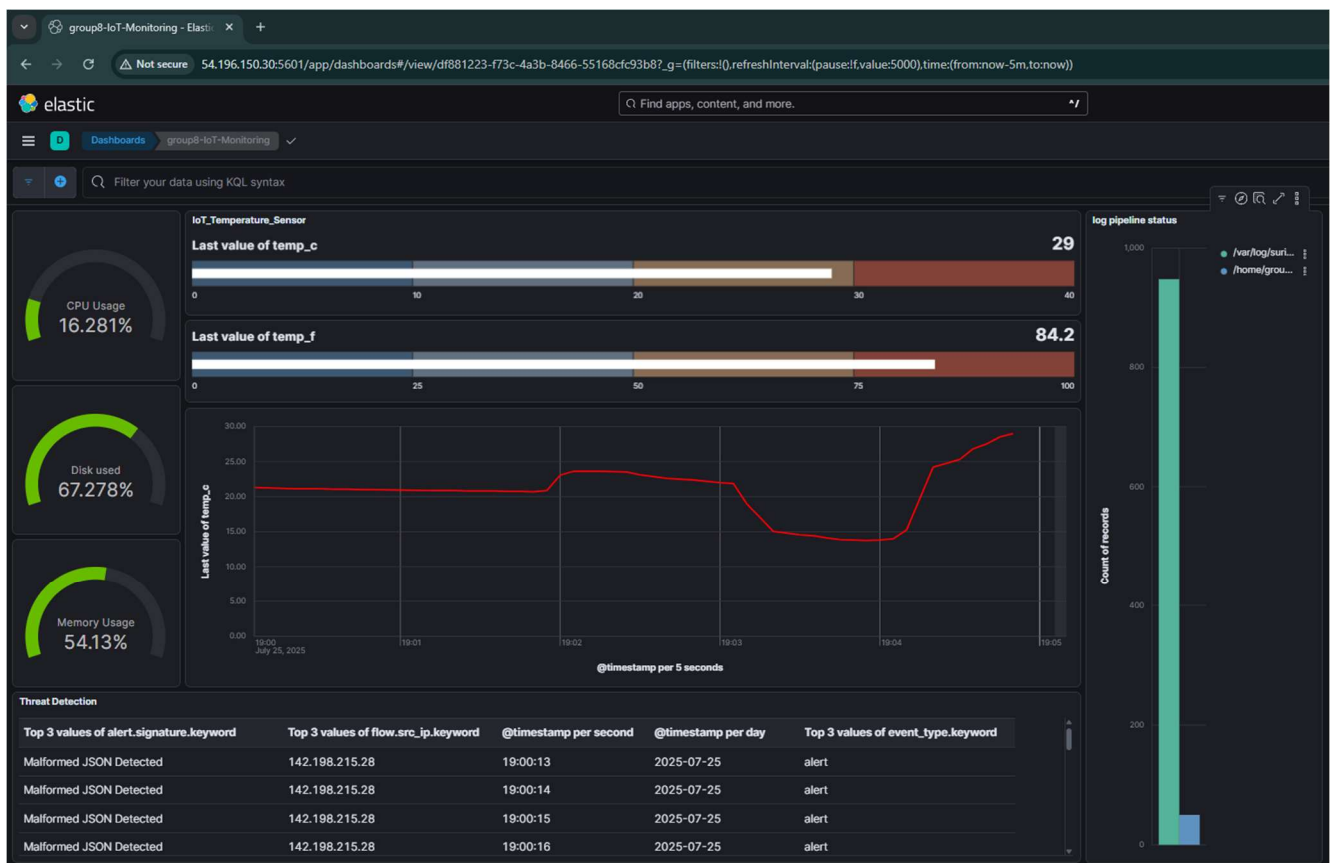 group8-IoT-Monitoring - Elastic
Not secure 54.196.150.30:5601/app/dashboards#/view/df881223-f73c-4a3b-8466-55168cfc93b8?_g=(filters:!(),refreshInterval:(pause:!f,value:5000),time:(from:now-5m,to:now))
elastic
Find apps, content, and more.
^/
D Dashboards group8-IoT-Monitoring
Filter your data using KQL syntax
CPU Usage
16.281%
Disk used
67.278%
Memory Usage
54.13%
IoT_Temperature_Sensor
Last value of temp_c 29
0 10 20 30 40
Last value of temp_f 84.2
0 25 50 75 100
Last value of temp_c
30.00
25.00
20.00
15.00
10.00
5.00
0.00
19:00 19:01 19:02 19:03 19:04 19:05
July 25, 2025
@timestamp per 5 seconds
log pipeline status
Count of records
1,000
800
600
400
200
0
/var/log/suri...
/home/grou...
Threat Detection
Top 3 values of alert.signature.keyword Top 3 values of flow.src_ip.keyword @timestamp per second @timestamp per day Top 3 values of event_type.keyword
Malformed JSON Detected 142.198.215.28 19:00:13 2025-07-25 alert
Malformed JSON Detected 142.198.215.28 19:00:14 2025-07-25 alert
Malformed JSON Detected 142.198.215.28 19:00:15 2025-07-25 alert
Malformed JSON Detected 142.198.215.28 19:00:16 2025-07-25 alert